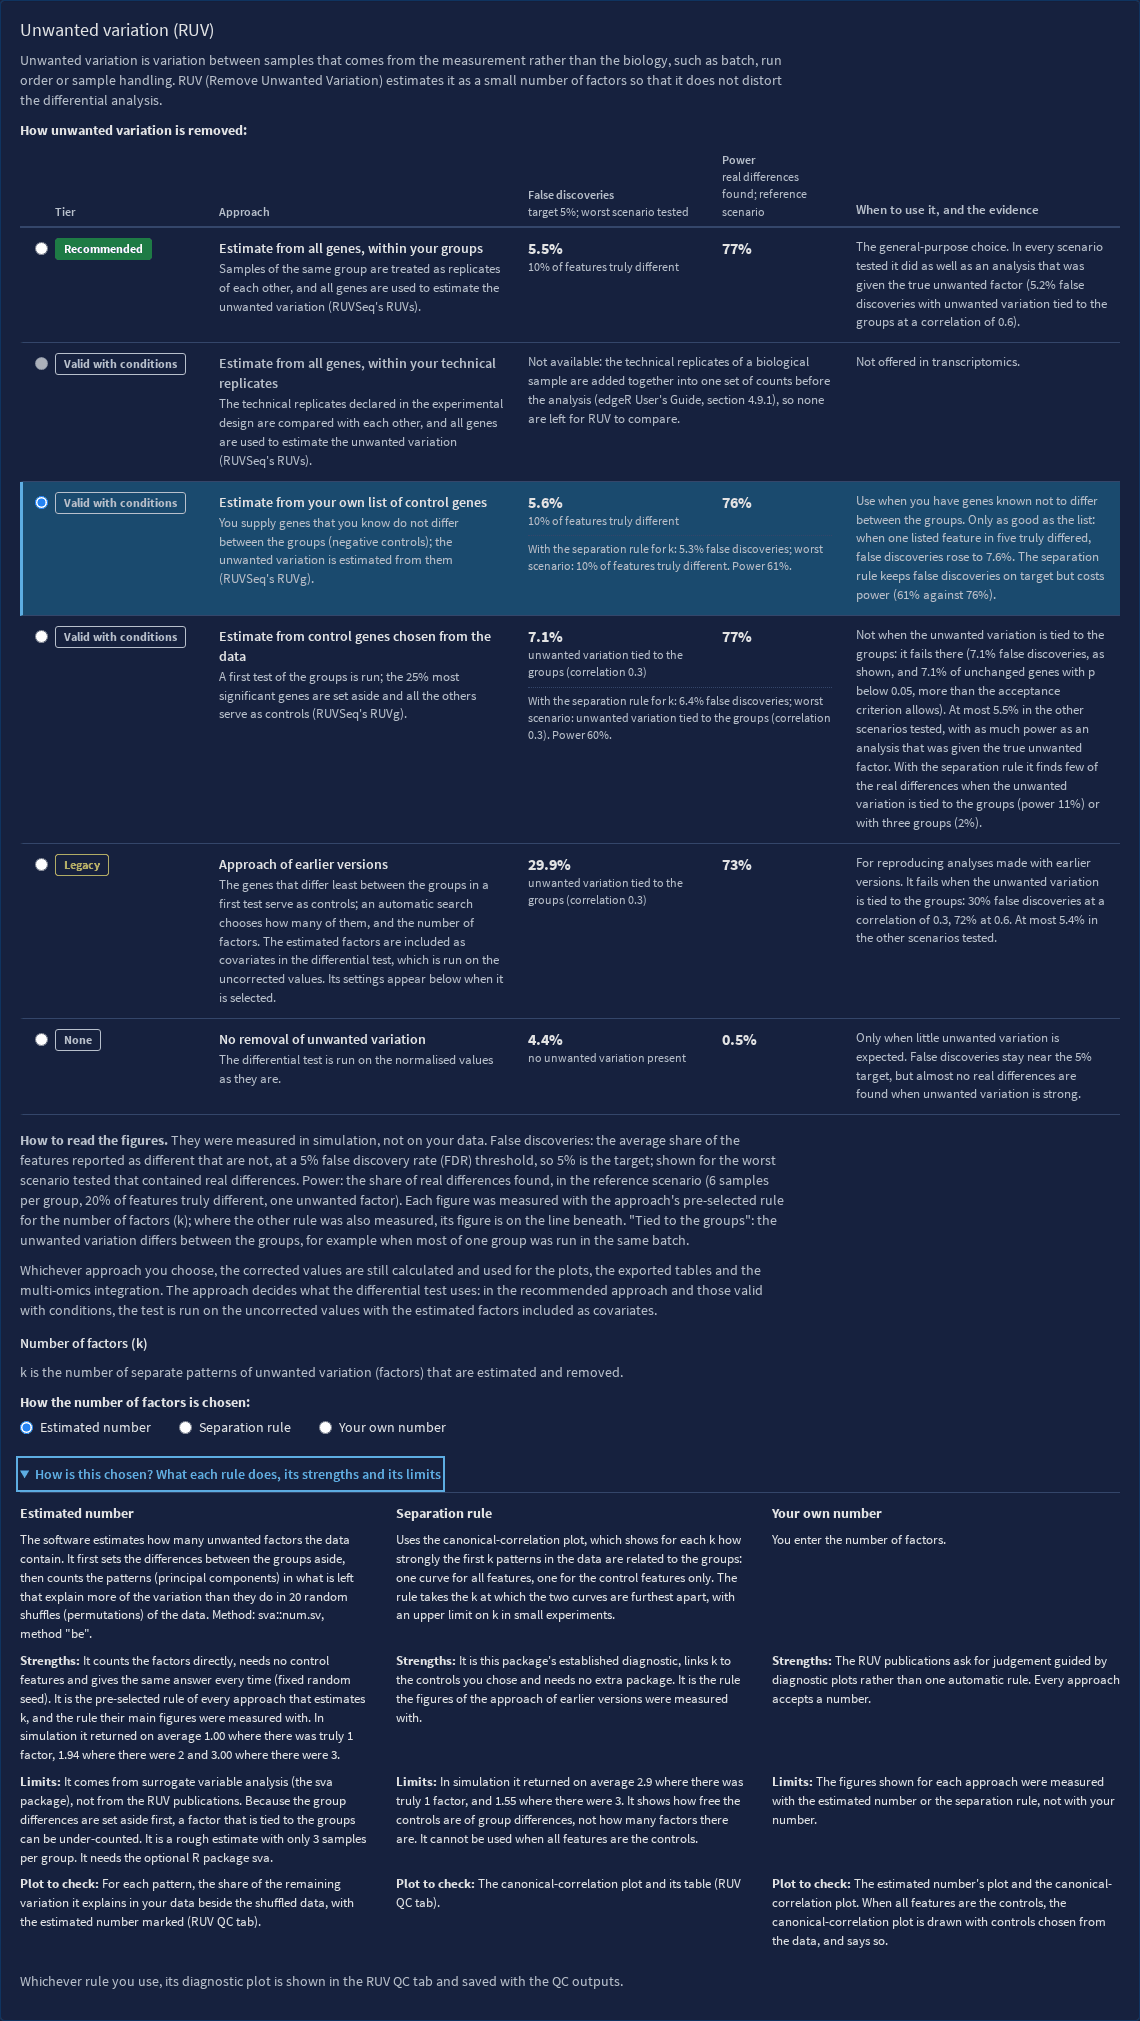 Unwanted variation (RUV)
Unwanted variation is variation between samples that comes from the measurement rather than the biology, such as batch, run
order or sample handling. RUV (Remove Unwanted Variation) estimates it as a small number of factors so that it does not distort
the differential analysis.
How unwanted variation is removed:
Tier
Approach
False discoveries
target 5%; worst scenario tested
Power
real differences
found; reference
scenario
When to use it, and the evidence
Recommended
Estimate from all genes, within your groups
Samples of the same group are treated as replicates
of each other, and all genes are used to estimate the
unwanted variation (RUVSeq's RUVs).
5.5%
10% of features truly different
77%
The general-purpose choice. In every scenario
tested it did as well as an analysis that was
given the true unwanted factor (5.2% false
discoveries with unwanted variation tied to the
groups at a correlation of 0.6).
Valid with conditions
Estimate from all genes, within your technical
replicates
The technical replicates declared in the experimental
design are compared with each other, and all genes
are used to estimate the unwanted variation
(RUVSeq's RUVs).
Not available: the technical replicates of a biological
sample are added together into one set of counts before
the analysis (edgeR User's Guide, section 4.9.1), so none
are left for RUV to compare.
Not offered in transcriptomics.
Valid with conditions
Estimate from your own list of control genes
You supply genes that you know do not differ
between the groups (negative controls); the
unwanted variation is estimated from them
(RUVSeq's RUVg).
5.6%
10% of features truly different
76%
With the separation rule for k: 5.3% false discoveries; worst
scenario: 10% of features truly different. Power 61%.
Use when you have genes known not to differ
between the groups. Only as good as the list:
when one listed feature in five truly differed,
false discoveries rose to 7.6%. The separation
rule keeps false discoveries on target but costs
power (61% against 76%).
Valid with conditions
Estimate from control genes chosen from the
data
A first test of the groups is run; the 25% most
significant genes are set aside and all the others
serve as controls (RUVSeq's RUVg).
7.1%
unwanted variation tied to the
groups (correlation 0.3)
77%
With the separation rule for k: 6.4% false discoveries; worst
scenario: unwanted variation tied to the groups (correlation
0.3). Power 60%.
Not when the unwanted variation is tied to the
groups: it fails there (7.1% false discoveries, as
shown, and 7.1% of unchanged genes with p
below 0.05, more than the acceptance
criterion allows). At most 5.5% in the other
scenarios tested, with as much power as an
analysis that was given the true unwanted
factor. With the separation rule it finds few of
the real differences when the unwanted
variation is tied to the groups (power 11%) or
with three groups (2%).
Legacy
Approach of earlier versions
The genes that differ least between the groups in a
first test serve as controls; an automatic search
chooses how many of them, and the number of
factors. The estimated factors are included as
covariates in the differential test, which is run on the
uncorrected values. Its settings appear below when it
is selected.
29.9%
unwanted variation tied to the
groups (correlation 0.3)
73%
For reproducing analyses made with earlier
versions. It fails when the unwanted variation
is tied to the groups: 30% false discoveries at a
correlation of 0.3, 72% at 0.6. At most 5.4% in
the other scenarios tested.
None
No removal of unwanted variation
The differential test is run on the normalised values
as they are.
4.4%
no unwanted variation present
0.5%
Only when little unwanted variation is
expected. False discoveries stay near the 5%
target, but almost no real differences are
found when unwanted variation is strong.
How to read the figures. They were measured in simulation, not on your data. False discoveries: the average share of the
features reported as different that are not, at a 5% false discovery rate (FDR) threshold, so 5% is the target; shown for the worst
scenario tested that contained real differences. Power: the share of real differences found, in the reference scenario (6 samples
per group, 20% of features truly different, one unwanted factor). Each figure was measured with the approach's pre-selected rule
for the number of factors (k); where the other rule was also measured, its figure is on the line beneath. "Tied to the groups": the
unwanted variation differs between the groups, for example when most of one group was run in the same batch.
Whichever approach you choose, the corrected values are still calculated and used for the plots, the exported tables and the
multi-omics integration. The approach decides what the differential test uses: in the recommended approach and those valid
with conditions, the test is run on the uncorrected values with the estimated factors included as covariates.
Number of factors (k)
k is the number of separate patterns of unwanted variation (factors) that are estimated and removed.
How the number of factors is chosen:
Estimated number
Separation rule
Your own number
▼ How is this chosen? What each rule does, its strengths and its limits
Estimated number
The software estimates how many unwanted factors the data
contain. It first sets the differences between the groups aside,
then counts the patterns (principal components) in what is left
that explain more of the variation than they do in 20 random
shuffles (permutations) of the data. Method: sva::num.sv,
method "be".
Strengths: It counts the factors directly, needs no control
features and gives the same answer every time (fixed random
seed). It is the pre-selected rule of every approach that estimates
k, and the rule their main figures were measured with. In
simulation it returned on average 1.00 where there was truly 1
factor, 1.94 where there were 2 and 3.00 where there were 3.
Limits: It comes from surrogate variable analysis (the sva
package), not from the RUV publications. Because the group
differences are set aside first, a factor that is tied to the groups
can be under-counted. It is a rough estimate with only 3 samples
per group. It needs the optional R package sva.
Plot to check: For each pattern, the share of the remaining
variation it explains in your data beside the shuffled data, with
the estimated number marked (RUV QC tab).
Separation rule
Uses the canonical-correlation plot, which shows for each k how
strongly the first k patterns in the data are related to the groups:
one curve for all features, one for the control features only. The
rule takes the k at which the two curves are furthest apart, with
an upper limit on k in small experiments.
Strengths: It is this package's established diagnostic, links k to
the controls you chose and needs no extra package. It is the rule
the figures of the approach of earlier versions were measured
with.
Limits: In simulation it returned on average 2.9 where there was
truly 1 factor, and 1.55 where there were 3. It shows how free the
controls are of group differences, not how many factors there
are. It cannot be used when all features are the controls.
Plot to check: The canonical-correlation plot and its table (RUV
QC tab).
Your own number
You enter the number of factors.
Strengths: The RUV publications ask for judgement guided by
diagnostic plots rather than one automatic rule. Every approach
accepts a number.
Limits: The figures shown for each approach were measured
with the estimated number or the separation rule, not with your
number.
Plot to check: The estimated number's plot and the canonical-
correlation plot. When all features are the controls, the
canonical-correlation plot is drawn with controls chosen from
the data, and says so.
Whichever rule you use, its diagnostic plot is shown in the RUV QC tab and saved with the QC outputs.